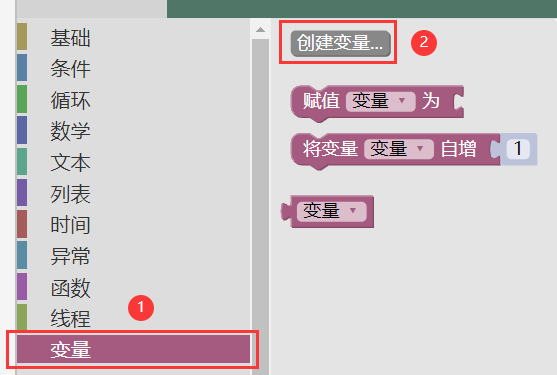 基础
条件
循环
数学
文本
列表
时间
异常
函数
线程
1
变量
创建变量...
2
赋值 变量 为
将变量 变量 自增 1
变量